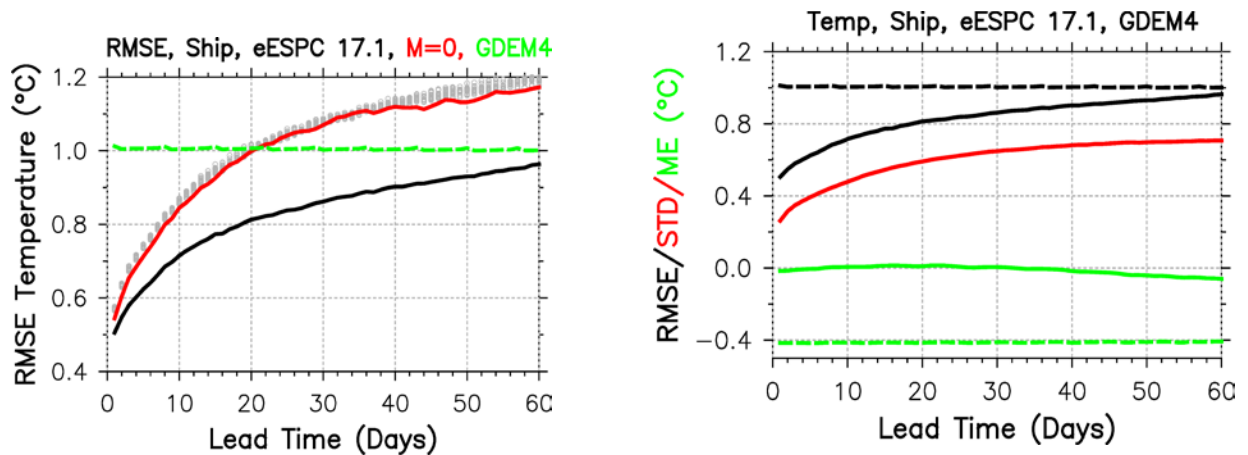 RMSE, Ship, eESPC 17.1, M=0, GDEM4
RMSE Temperature (°C)
1.2
1.0
0.8
0.6
0.4
0 10 20 30 40 50 60
Lead Time (Days)
Temp, Ship, eESPC 17.1, GDEM4
RMSE/STD/ME (°C)
1.2
0.8
0.4
0.0
−0.4
0 10 20 30 40 50 60
Lead Time (Days)